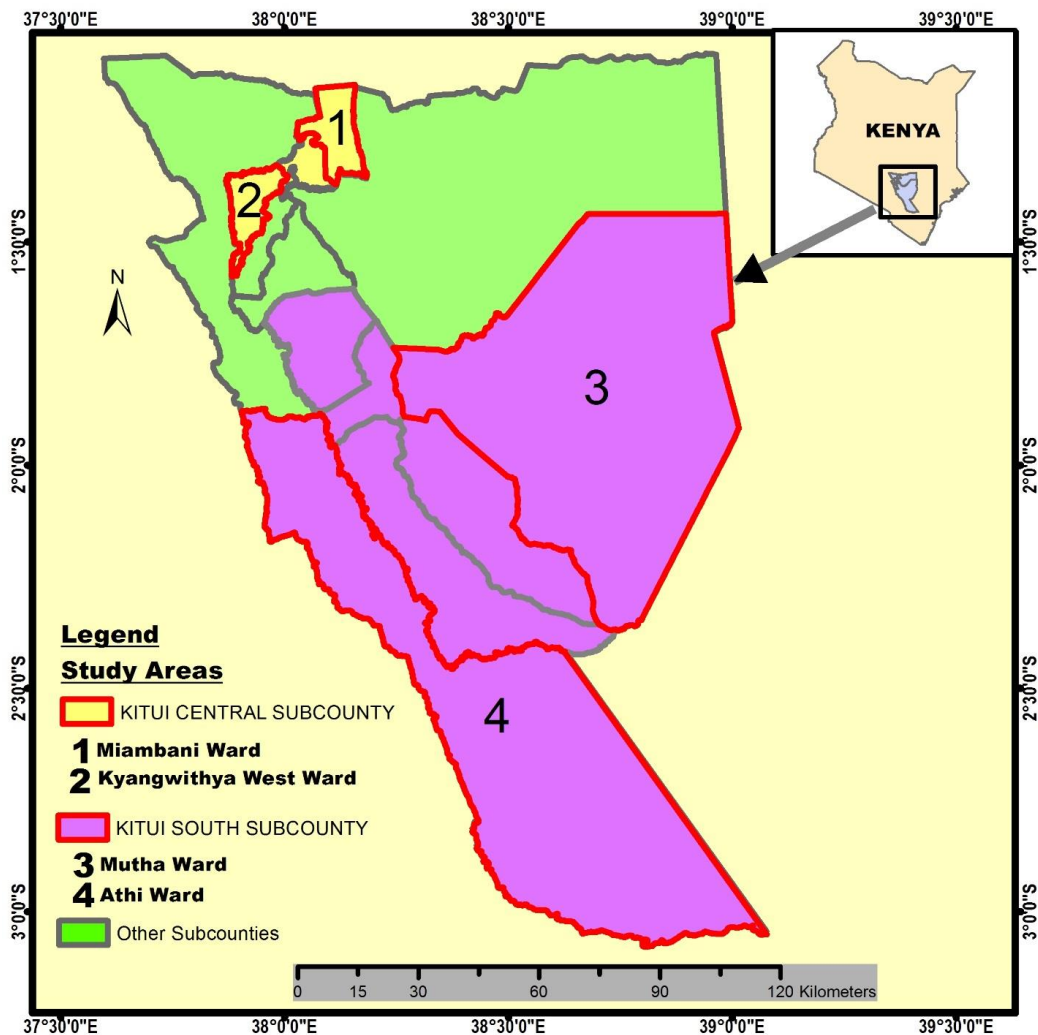 37°30'0"E 38°0'0"E 38°30'0"E 39°0'0"E 39°30'0"E
KENYA
1
2
1°30'0"S 1°30'0"S
N
3
2°0'0"S 2°0'0"S
4
2°30'0"S 2°30'0"S
Legend
Study Areas
KITUI CENTRAL SUBCOUNTY
1 Miambani Ward
2 Kyangwithya West Ward
KITUI SOUTH SUBCOUNTY
3 Mutha Ward
4 Athi Ward
Other Subcounties
3°0'0"S 3°0'0"S
0 15 30 60 90 120 Kilometers
37°30'0"E 38°0'0"E 38°30'0"E 39°0'0"E 39°30'0"E